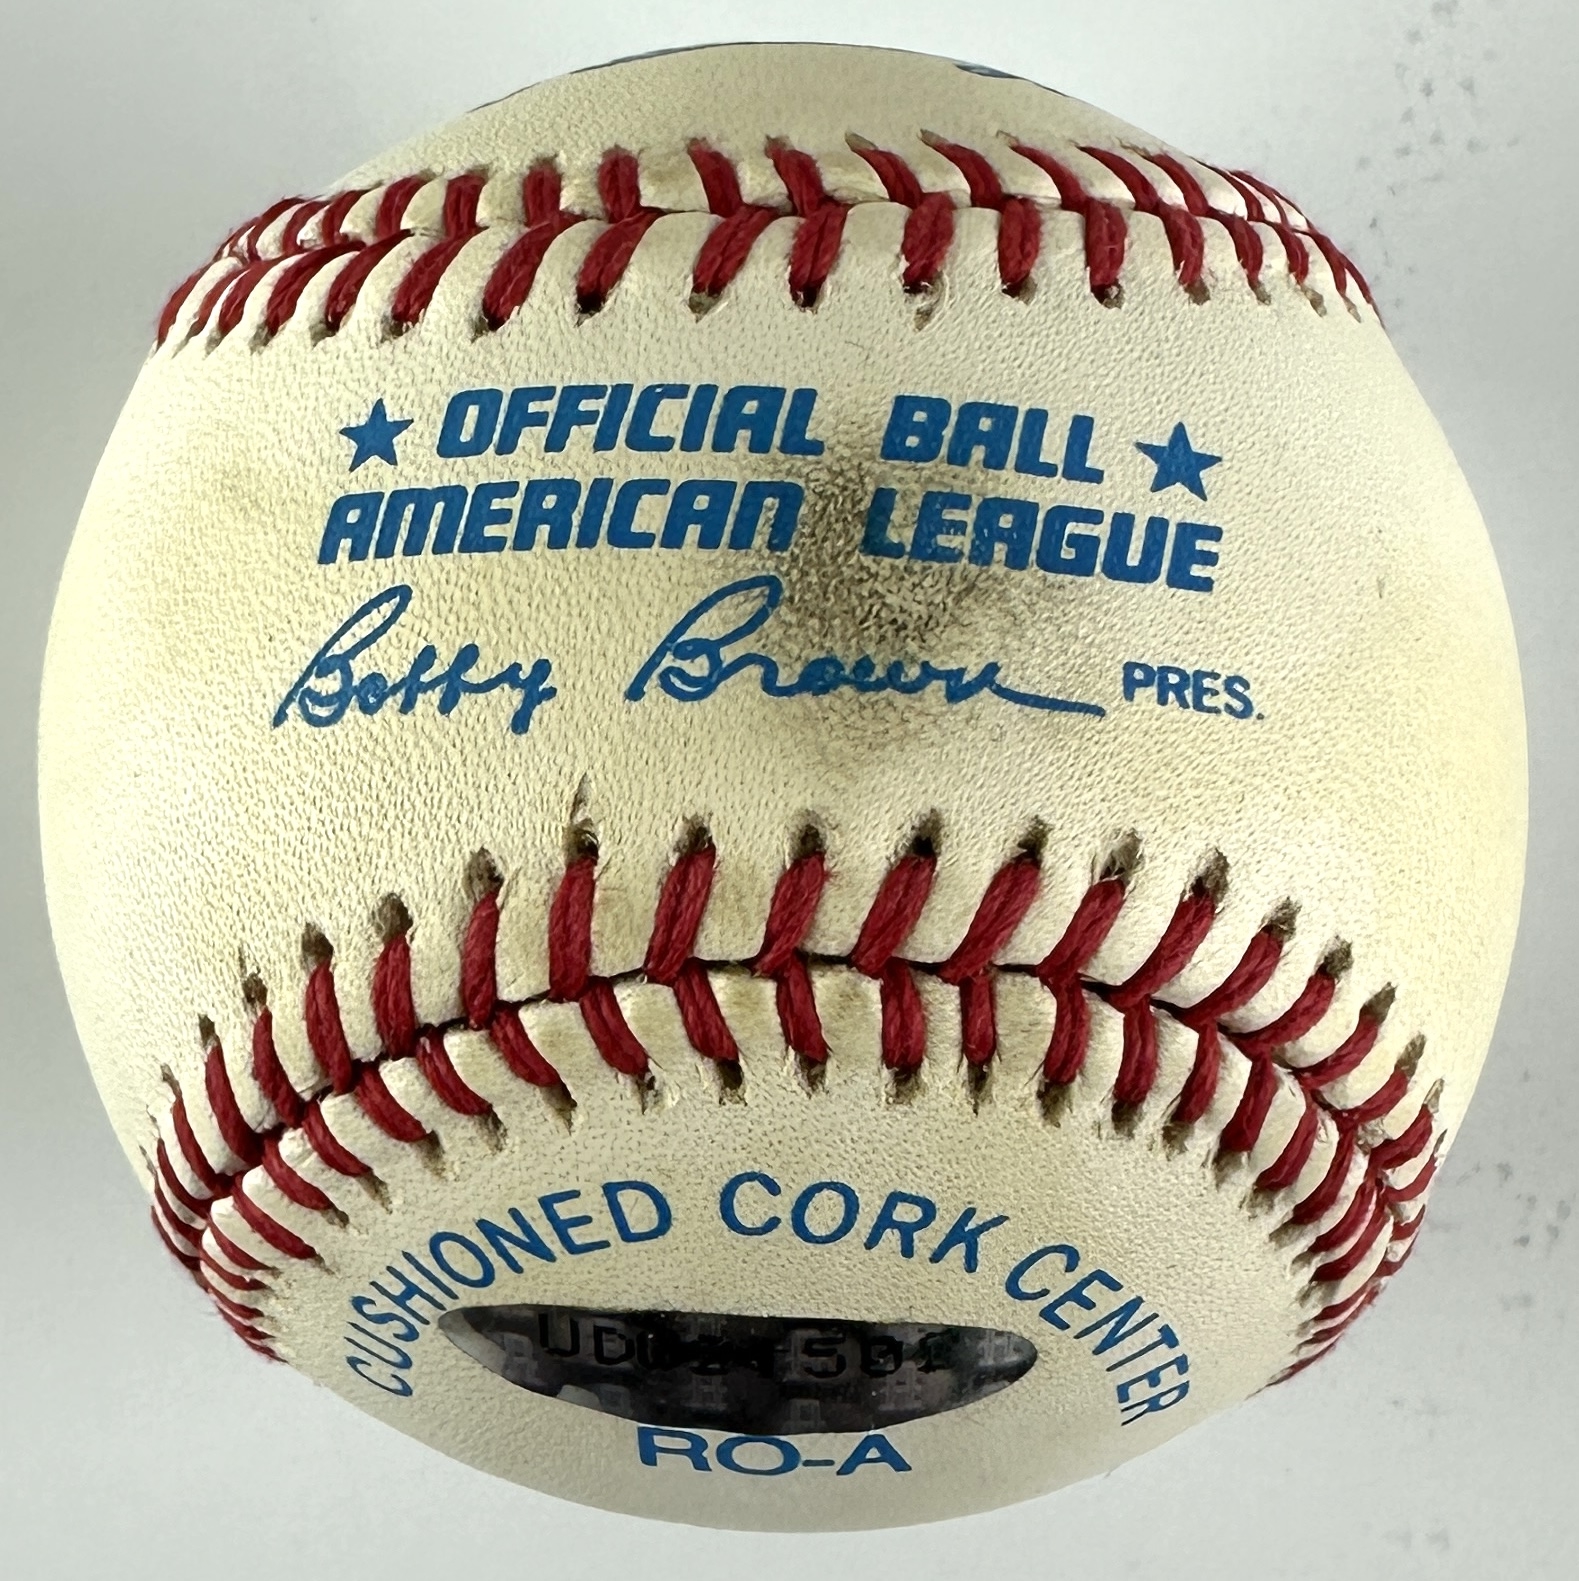 OFFICIAL BALL
AMERICAN LEAGUE
Bobby Brown PRES.
CUSHIONED CORK CENTER
RO-A